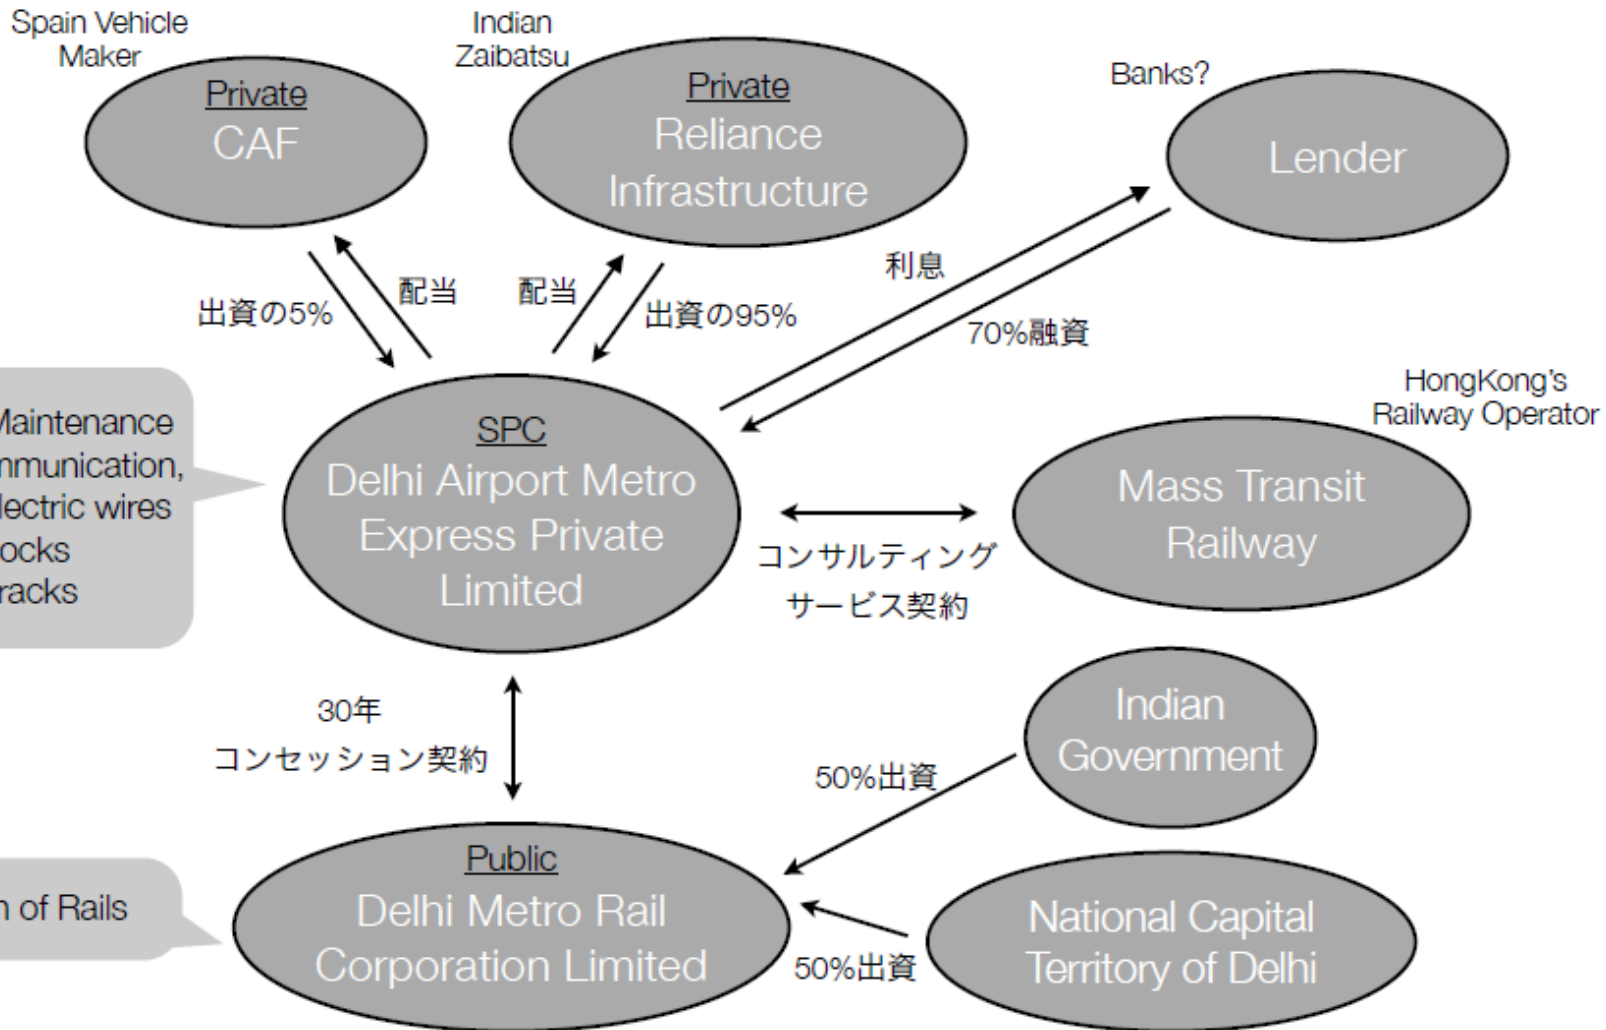 Spain Vehicle
Maker
Private
CAF
Indian
Zaibatsu
Private
Reliance
Infrastructure
Banks?
Lender
出資の5%
配当
配当
出資の95%
利息
70%融資
Maintenance
mmunication,
lectric wires
ocks
racks
SPC
Delhi Airport Metro
Express Private
Limited
HongKong's
Railway Operator
Mass Transit
Railway
コンサルティング
サービス契約
30年
コンセッション契約
Indian
Government
50%出資
n of Rails
Public
Delhi Metro Rail
Corporation Limited
50%出資
National Capital
Territory of Delhi